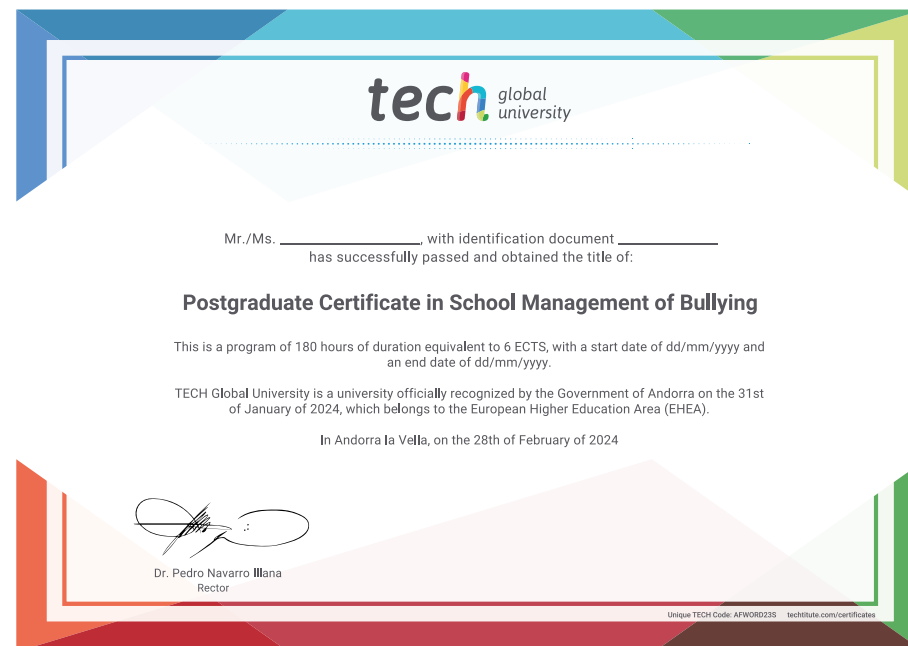 tech global university
Mr./Ms. ____________________, with identification document ______________
has successfully passed and obtained the title of:
Postgraduate Certificate in School Management of Bullying
This is a program of 180 hours of duration equivalent to 6 ECTS, with a start date of dd/mm/yyyy and
an end date of dd/mm/yyyy.
TECH Global University is a university officially recognized by the Government of Andorra on the 31st
of January of 2024, which belongs to the European Higher Education Area (EHEA).
In Andorra la Vella, on the 28th of February of 2024
Dr. Pedro Navarro Illana
Rector
Unique TECH Code: AFWORD23S techtitute.com/certificates